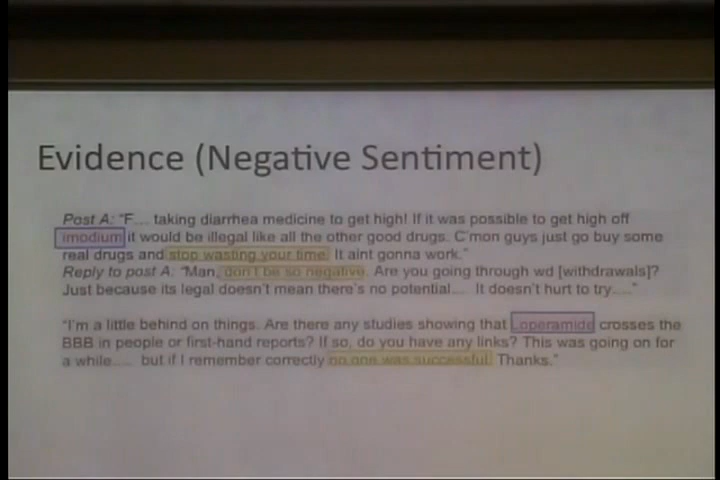 Evidence (Negative Sentiment)
Post A: "F... taking diarrhea medicine to get high! If it was possible to get high off
imodium it would be illegal like all the other good drugs. C'mon guys just go buy some
real drugs and stop wasting your time. It aint gonna work."
Reply to post A: "Man, don't be so negative. Are you going through wd [withdrawals]?
Just because its legal doesn't mean there's no potential.... It doesn't hurt to try...."
"I'm a little behind on things. Are there any studies showing that Loperamide crosses the
BBB in people or first-hand reports? If so, do you have any links? This was going on for
a while.... but if I remember correctly no one was successful. Thanks."